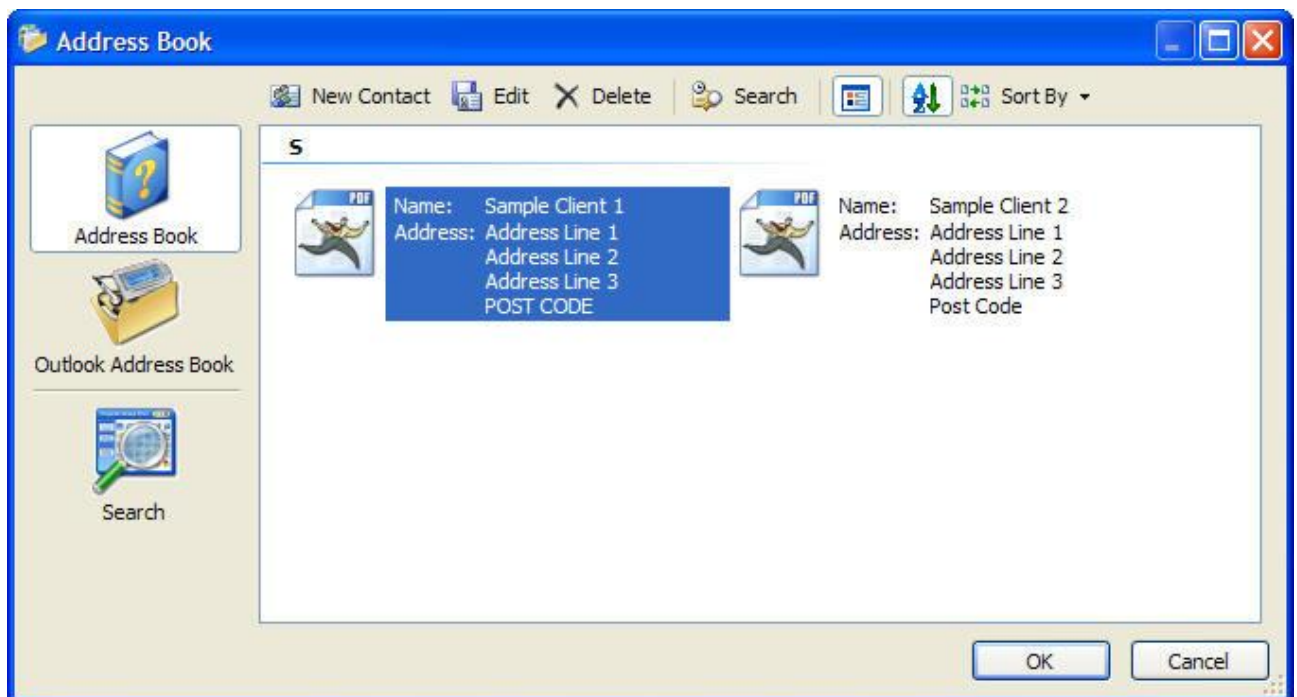 Address Book
New Contact Edit Delete Search Sort By
Address Book
Outlook Address Book
Search
S
PDF
Name: Sample Client 1
Address: Address Line 1
Address Line 2
Address Line 3
POST CODE
PDF
Name: Sample Client 2
Address: Address Line 1
Address Line 2
Address Line 3
Post Code
OK Cancel